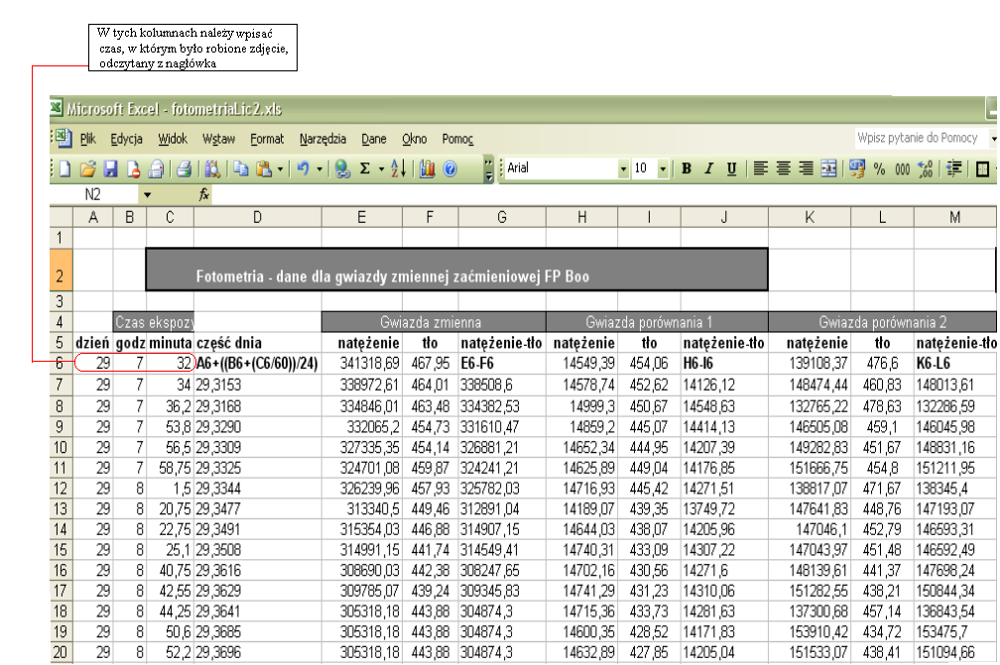 W tych kolumnach należy wpisać
czas, w którym było robione zdjęcie,
odczytany z nagłówka
Microsoft Excel - fotometriaLic2.xls
Plik Edycja Widok Wstaw Format Narzędzia Dane Okno Pomoc Wpisz pytanie do Pomocy
Arial 10 B I U % 000
N2 fx
A B C D E F G H I J K L M
1
2 Fotometria - dane dla gwiazdy zmiennej zaćmieniowej FP Boo
3
4 Czas ekspozy Gwiazda zmienna Gwiazda porównania 1 Gwiazda porównania 2
5 dzień godz minuta część dnia natężenie tło natężenie-tło natężenie tło natężenie-tło natężenie tło natężenie-tło
6 29 7 32 A6+((B6+(C6/60))/24) 341318,69 467,95 E6-F6 14549,39 454,06 H6-I6 139108,37 476,6 K6-L6
7 29 7 34 29,3153 338972,61 464,01 338508,6 14578,74 452,62 14126,12 148474,44 460,83 148013,61
8 29 7 36,2 29,3168 334846,01 463,48 334382,53 14999,3 450,67 14548,63 132765,22 478,63 132286,59
9 29 7 53,8 29,3290 332065,2 454,73 331610,47 14859,2 445,07 14414,13 146505,08 459,1 146045,98
10 29 7 56,5 29,3309 327335,35 454,14 326881,21 14652,34 444,95 14207,39 149282,83 451,67 148831,16
11 29 7 58,75 29,3325 324701,08 459,87 324241,21 14625,89 449,04 14176,85 151666,75 454,8 151211,95
12 29 8 1,5 29,3344 326239,96 457,93 325782,03 14716,93 445,42 14271,51 138817,07 471,67 138345,4
13 29 8 20,75 29,3477 313340,5 449,46 312891,04 14189,07 439,35 13749,72 147641,83 448,76 147193,07
14 29 8 22,75 29,3491 315354,03 446,88 314907,15 14644,03 438,07 14205,96 147046,1 452,79 146593,31
15 29 8 25,1 29,3508 314991,15 441,74 314549,41 14740,31 433,09 14307,22 147043,97 451,48 146592,49
16 29 8 40,75 29,3616 308690,03 442,38 308247,65 14702,16 430,56 14271,6 148139,61 441,37 147698,24
17 29 8 42,55 29,3629 309785,07 439,24 309345,83 14741,29 431,23 14310,06 151282,55 438,21 150844,34
18 29 8 44,25 29,3641 305318,18 443,88 304874,3 14715,36 433,73 14281,63 137300,68 457,14 136843,54
19 29 8 50,6 29,3685 305318,18 443,88 304874,3 14600,35 428,52 14171,83 153910,42 434,72 153475,7
20 29 8 52,2 29,3696 305318,18 443,88 304874,3 14632,89 427,85 14205,04 151533,07 438,41 151094,66